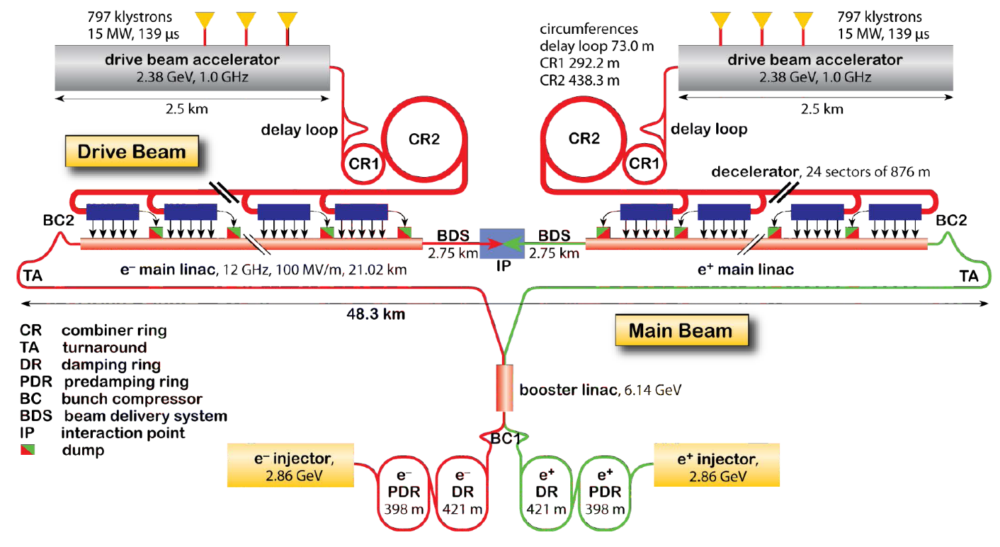 797 klystrons
15 MW, 139 μs
drive beam accelerator
2.38 GeV, 1.0 GHz
2.5 km
delay loop
CR1
CR2
Drive Beam
circumferences
delay loop 73.0 m
CR1 292.2 m
CR2 438.3 m
797 klystrons
15 MW, 139 μs
drive beam accelerator
2.38 GeV, 1.0 GHz
2.5 km
CR2
CR1
delay loop
decelerator, 24 sectors of 876 m
BC2
BC2
BDS
2.75 km
BDS
2.75 km
IP
TA
e– main linac, 12 GHz, 100 MV/m, 21.02 km
e+ main linac
TA
48.3 km
Main Beam
CR combiner ring
TA turnaround
DR damping ring
PDR predamping ring
BC bunch compressor
BDS beam delivery system
IP interaction point
dump
booster linac, 6.14 GeV
BC1
e– injector,
2.86 GeV
e–
PDR
398 m
e–
DR
421 m
e+
DR
421 m
e+
PDR
398 m
e+ injector,
2.86 GeV